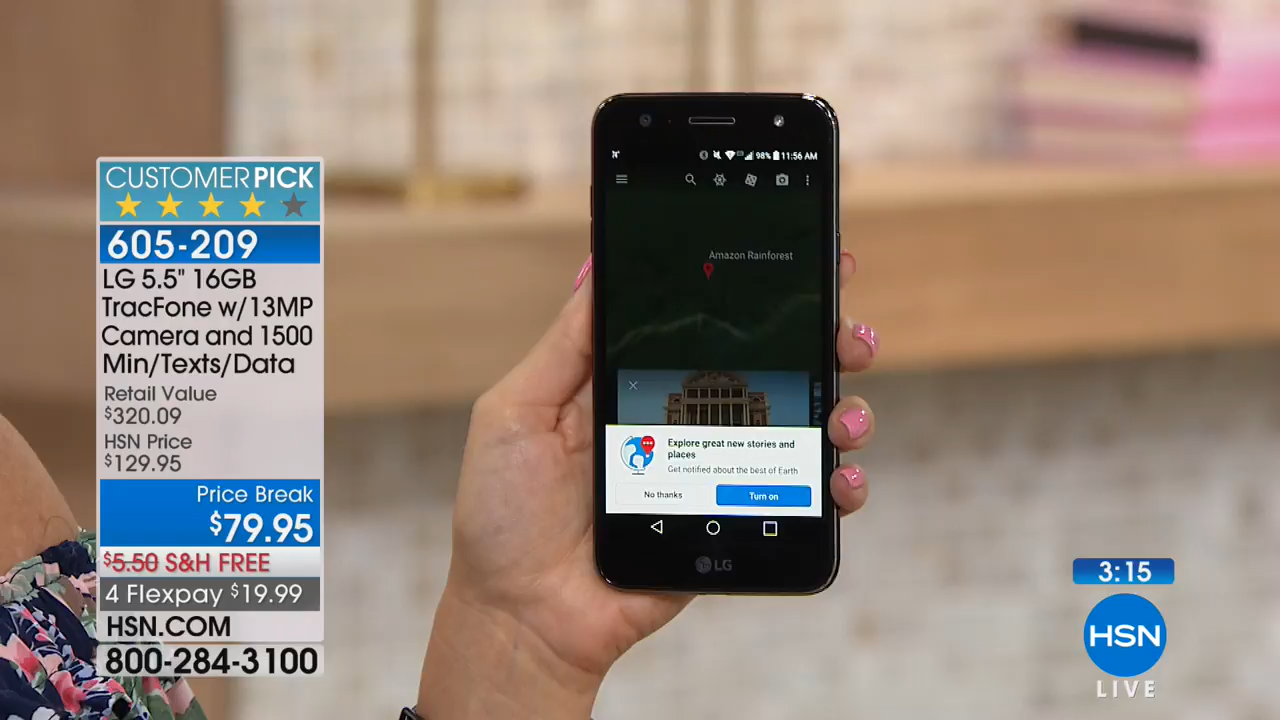 CUSTOMER PICK
605-209
LG 5.5" 16GB
TracFone w/13MP
Camera and 1500
Min/Texts/Data
Retail Value
$320.09
HSN Price
$129.95
Price Break
$79.95
$5.50 S&H FREE
4 Flexpay $19.99
HSN.COM
800-284-3100
98% 11:56 AM
Amazon Rainforest
Explore great new stories and
places
Get notified about the best of Earth
No thanks Turn on
LG
3:15
HSN
LIVE